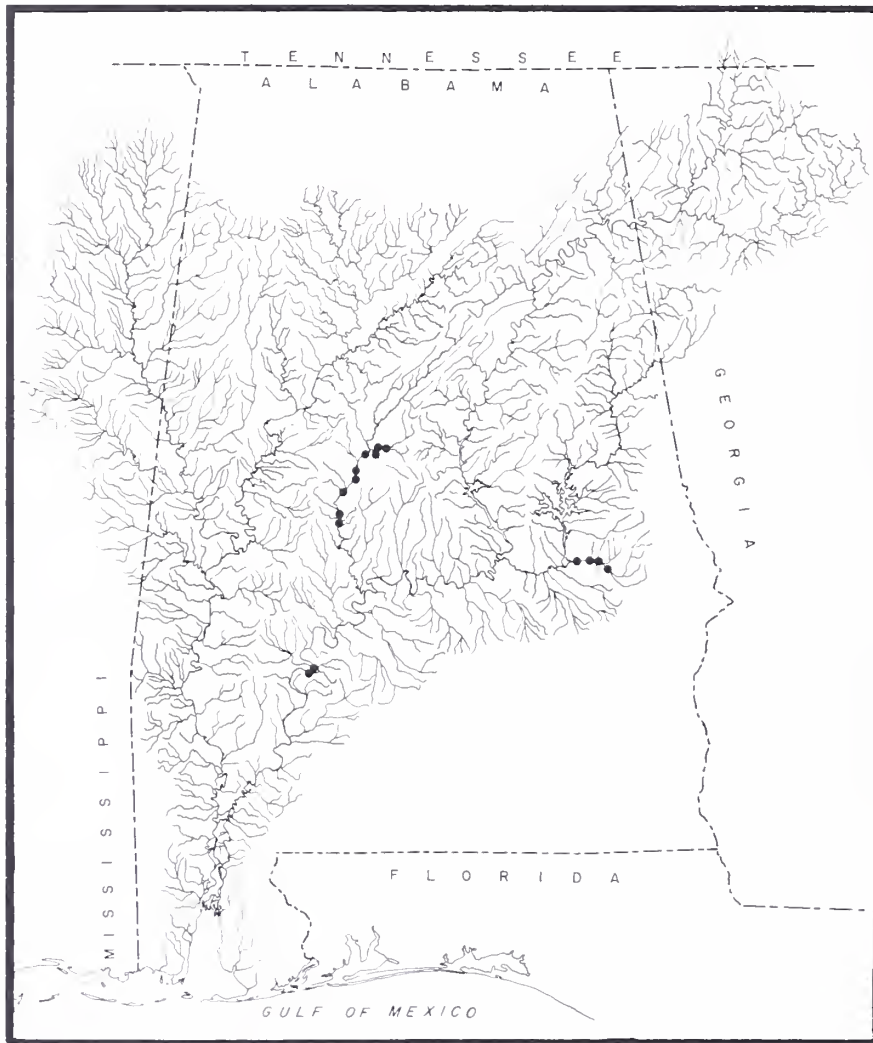 TENNESSEE
ALABAMA
GEORGIA
MISSISSIPPI
FLORIDA
GULF OF MEXICO